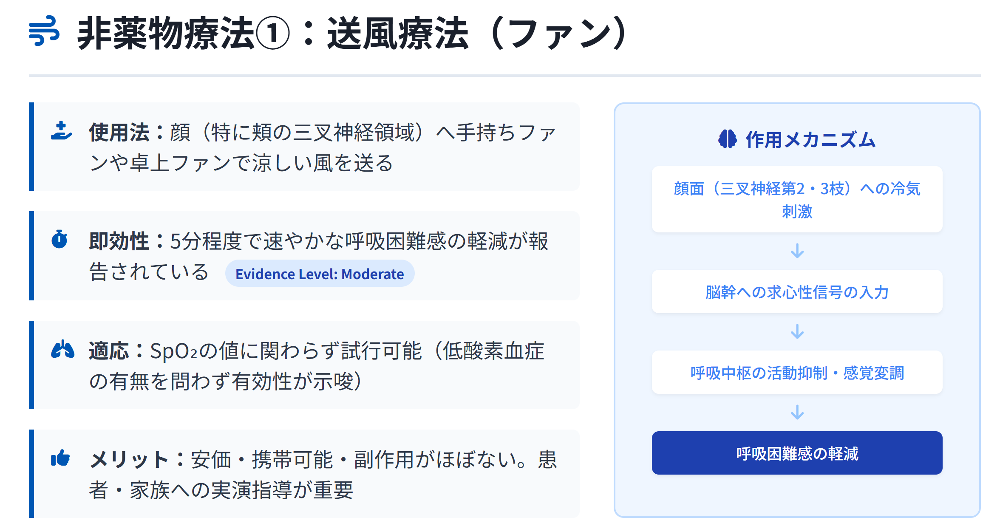 非薬物療法①：送風療法（ファン）
使用法：顔（特に頬の三叉神経領域）へ手持ちファ
ンや卓上ファンで涼しい風を送る
即効性：5分程度で速やかな呼吸困難感の軽減が報
告されている Evidence Level: Moderate
適応：SpO₂の値に関わらず試行可能（低酸素血症
の有無を問わず有効性が示唆）
メリット：安価・携帯可能・副作用がほぼない。患
者・家族への実演指導が重要
作用メカニズム
顔面（三叉神経第2・3枝）への冷気
刺激
↓
脳幹への求心性信号の入力
↓
呼吸中枢の活動抑制・感覚変調
↓
呼吸困難感の軽減